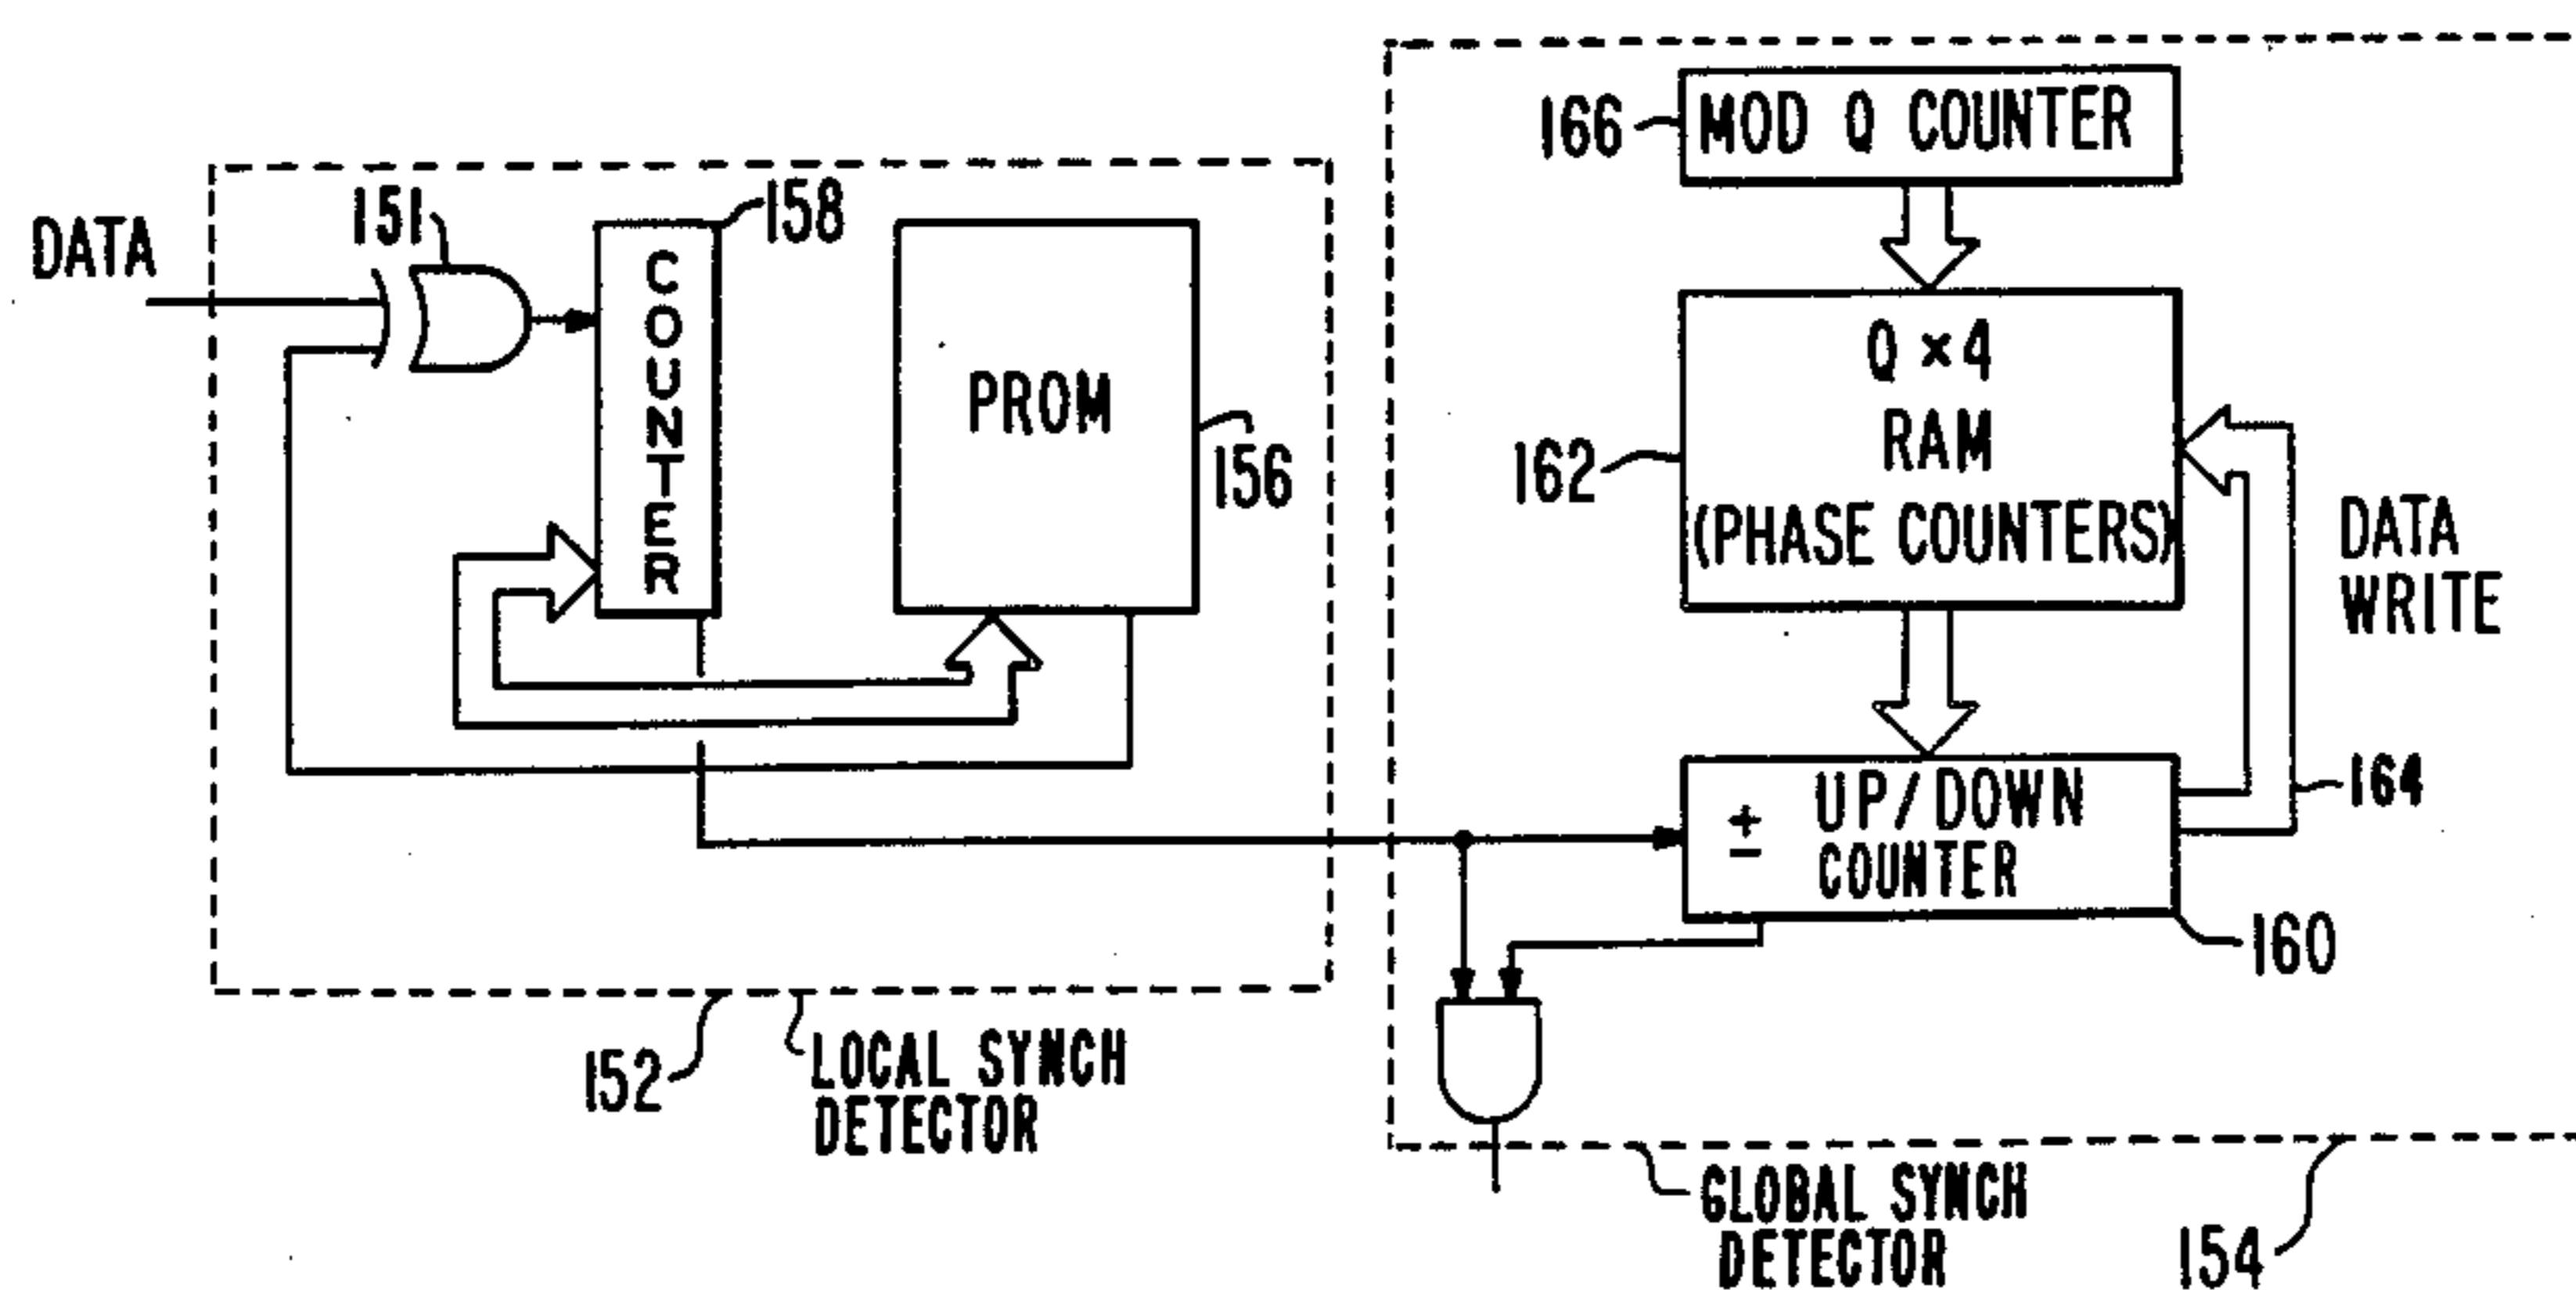 DATA
151
158
COUNTER
PROM
156
152
LOCAL SYNCH
DETECTOR
166
MOD Q COUNTER
Q × 4
RAM
(PHASE COUNTERS)
162
DATA
WRITE
164
±
UP/DOWN
COUNTER
160
GLOBAL SYNCH
DETECTOR
154